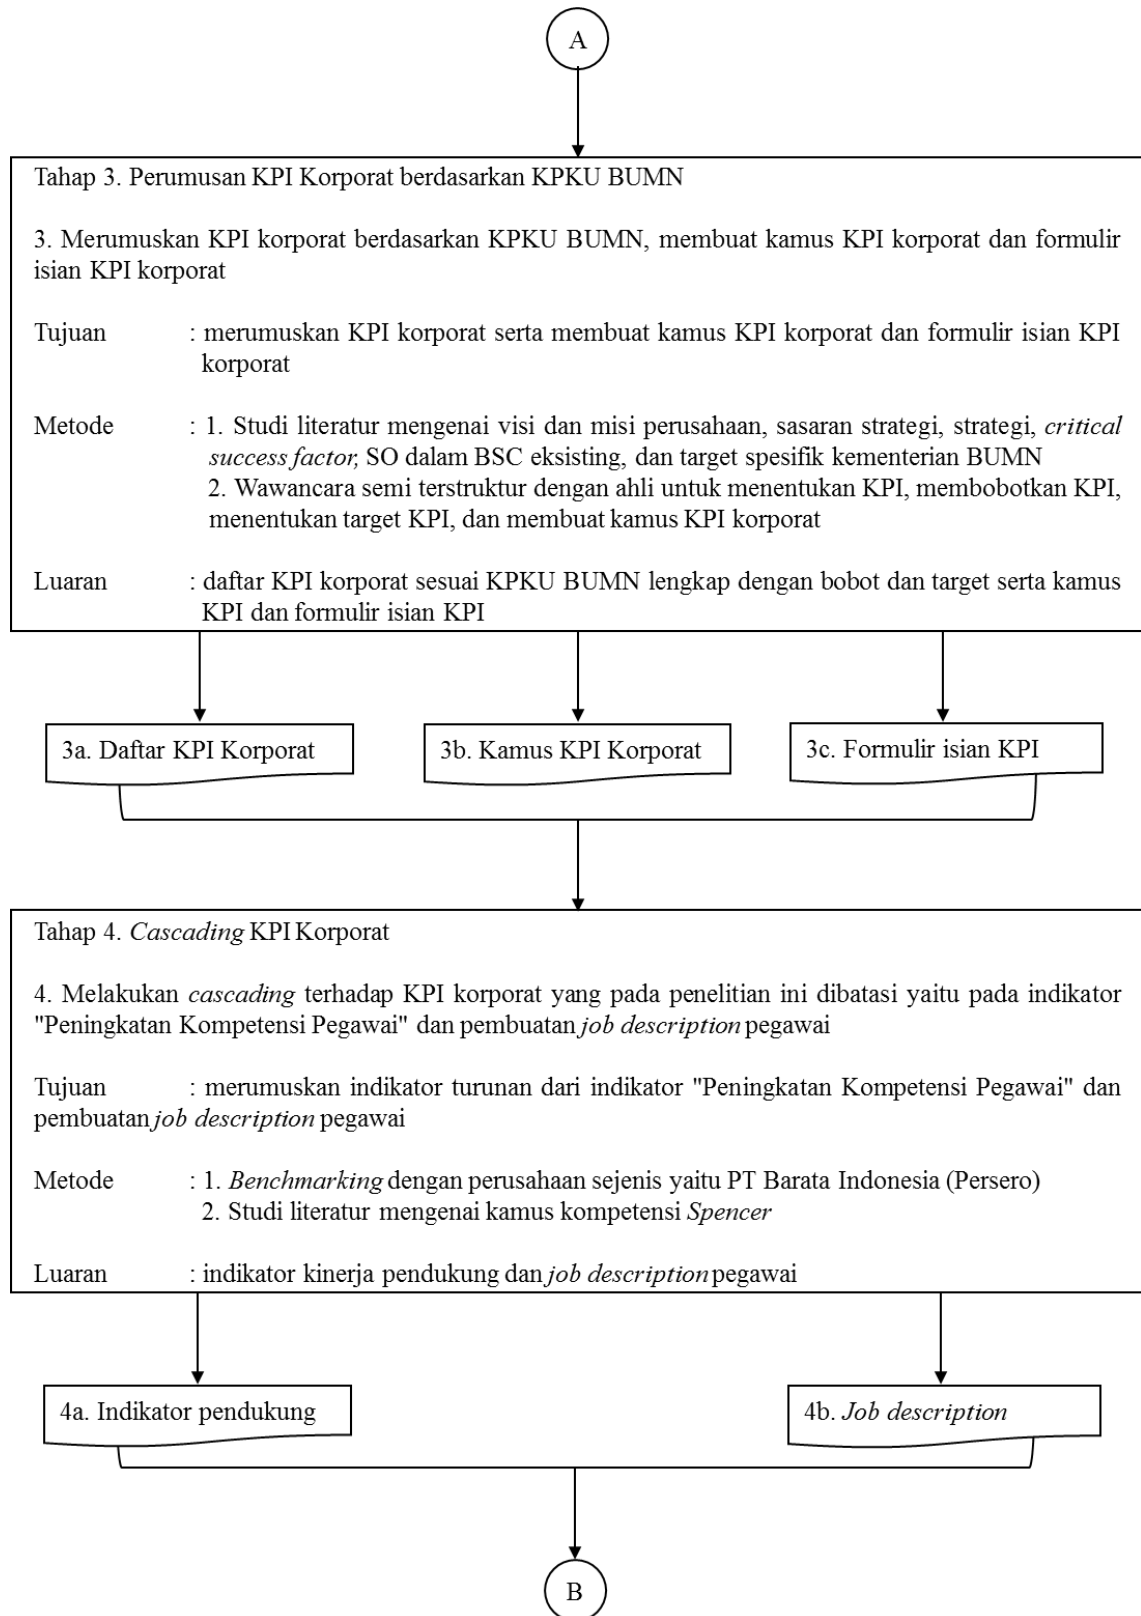 A
Tahap 3. Perumusan KPI Korporat berdasarkan KPKU BUMN
3. Merumuskan KPI korporat berdasarkan KPKU BUMN, membuat kamus KPI korporat dan formulir
isian KPI korporat
Tujuan : merumuskan KPI korporat serta membuat kamus KPI korporat dan formulir isian KPI
korporat
Metode : 1. Studi literatur mengenai visi dan misi perusahaan, sasaran strategi, strategi, critical
success factor, SO dalam BSC eksisting, dan target spesifik kementerian BUMN
2. Wawancara semi terstruktur dengan ahli untuk menentukan KPI, membobotkan KPI,
menentukan target KPI, dan membuat kamus KPI korporat
Luaran : daftar KPI korporat sesuai KPKU BUMN lengkap dengan bobot dan target serta kamus
KPI dan formulir isian KPI
3a. Daftar KPI Korporat
3b. Kamus KPI Korporat
3c. Formulir isian KPI
Tahap 4. Cascading KPI Korporat
4. Melakukan cascading terhadap KPI korporat yang pada penelitian ini dibatasi yaitu pada indikator
"Peningkatan Kompetensi Pegawai" dan pembuatan job description pegawai
Tujuan : merumuskan indikator turunan dari indikator "Peningkatan Kompetensi Pegawai" dan
pembuatan job description pegawai
Metode : 1. Benchmarking dengan perusahaan sejenis yaitu PT Barata Indonesia (Persero)
2. Studi literatur mengenai kamus kompetensi Spencer
Luaran : indikator kinerja pendukung dan job description pegawai
4a. Indikator pendukung
4b. Job description
B